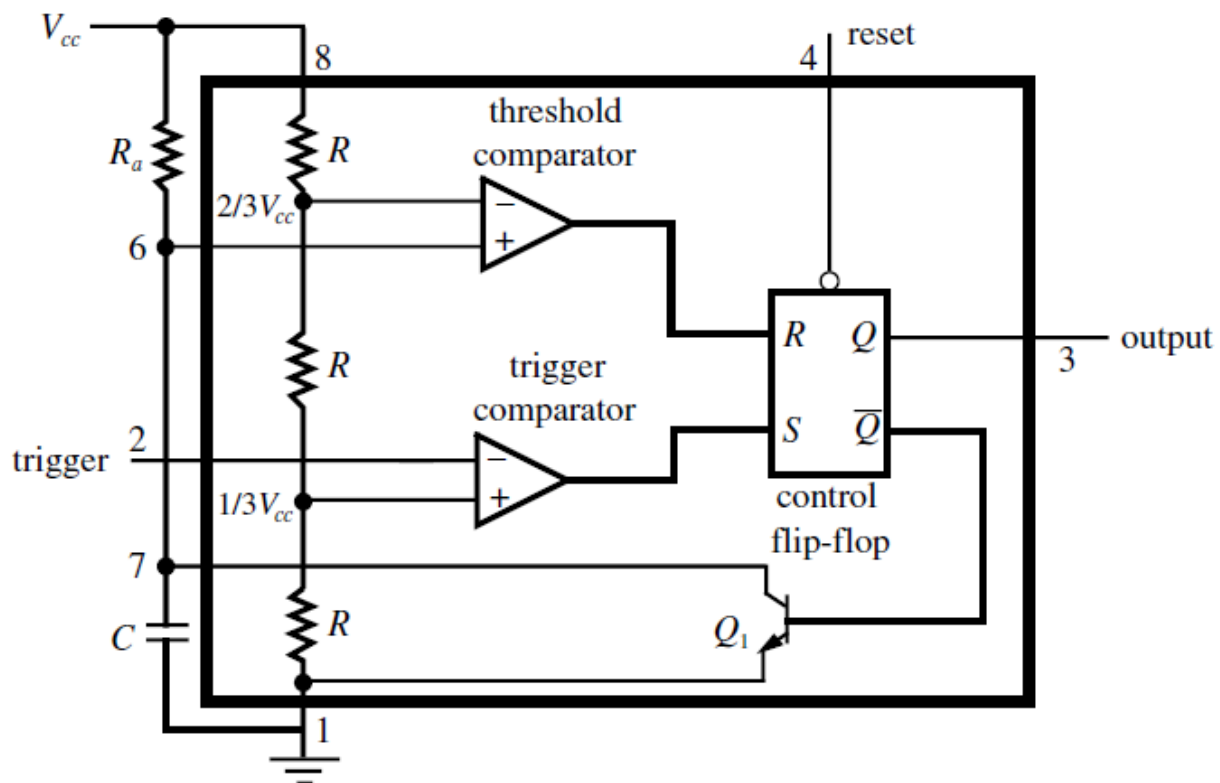 V_cc
8
4
reset
threshold
comparator
R_a
R
2/3V_cc
−
+
6
R
Q
output
3
R
trigger
comparator
S
Q̅
2
trigger
−
+
1/3V_cc
control
flip-flop
7
C
R
Q_1
1